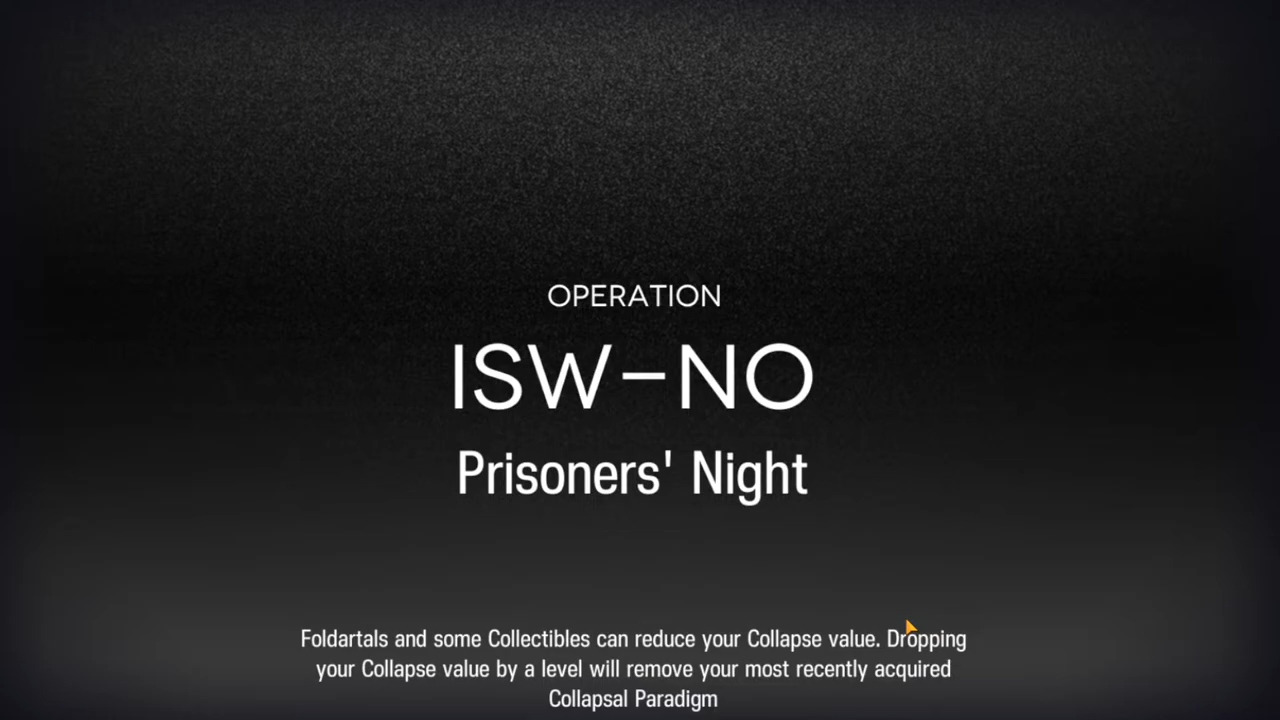 OPERATION
ISW-NO
Prisoners' Night
Foldartals and some Collectibles can reduce your Collapse value. Dropping
your Collapse value by a level will remove your most recently acquired
Collapsal Paradigm